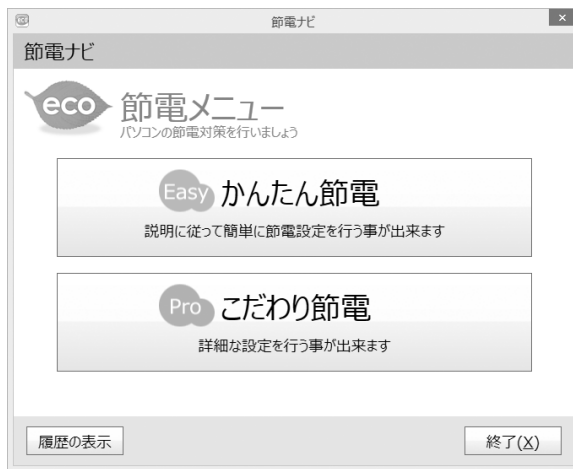 節電ナビ
節電ナビ
eco 節電メニュー
パソコンの節電対策を行いましょう
Easy かんたん節電
説明に従って簡単に節電設定を行う事が出来ます
Pro こだわり節電
詳細な設定を行う事が出来ます
履歴の表示
終了(X)